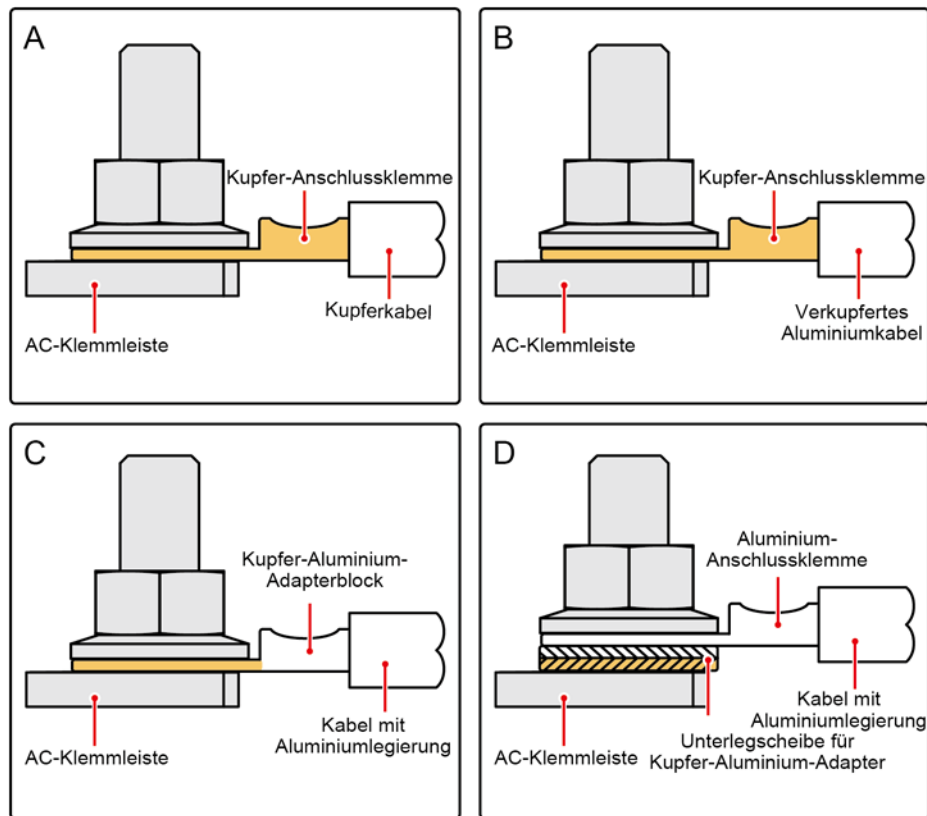 A
Kupfer-Anschlussklemme
Kupferkabel
AC-Klemmleiste
B
Kupfer-Anschlussklemme
Verkupfertes
Aluminiumkabel
AC-Klemmleiste
C
Kupfer-Aluminium-
Adapterblock
Kabel mit
Aluminiumlegierung
AC-Klemmleiste
D
Aluminium-
Anschlussklemme
Kabel mit
Aluminiumlegierung
Unterlegscheibe für
Kupfer-Aluminium-Adapter
AC-Klemmleiste